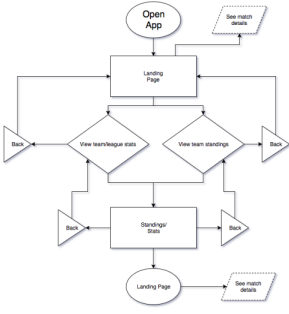 Open
App
See match
details
Landing
Page
Back
View team/league stats
View team standings
Back
Back
Standings/
Stats
Back
Landing Page
See match
details